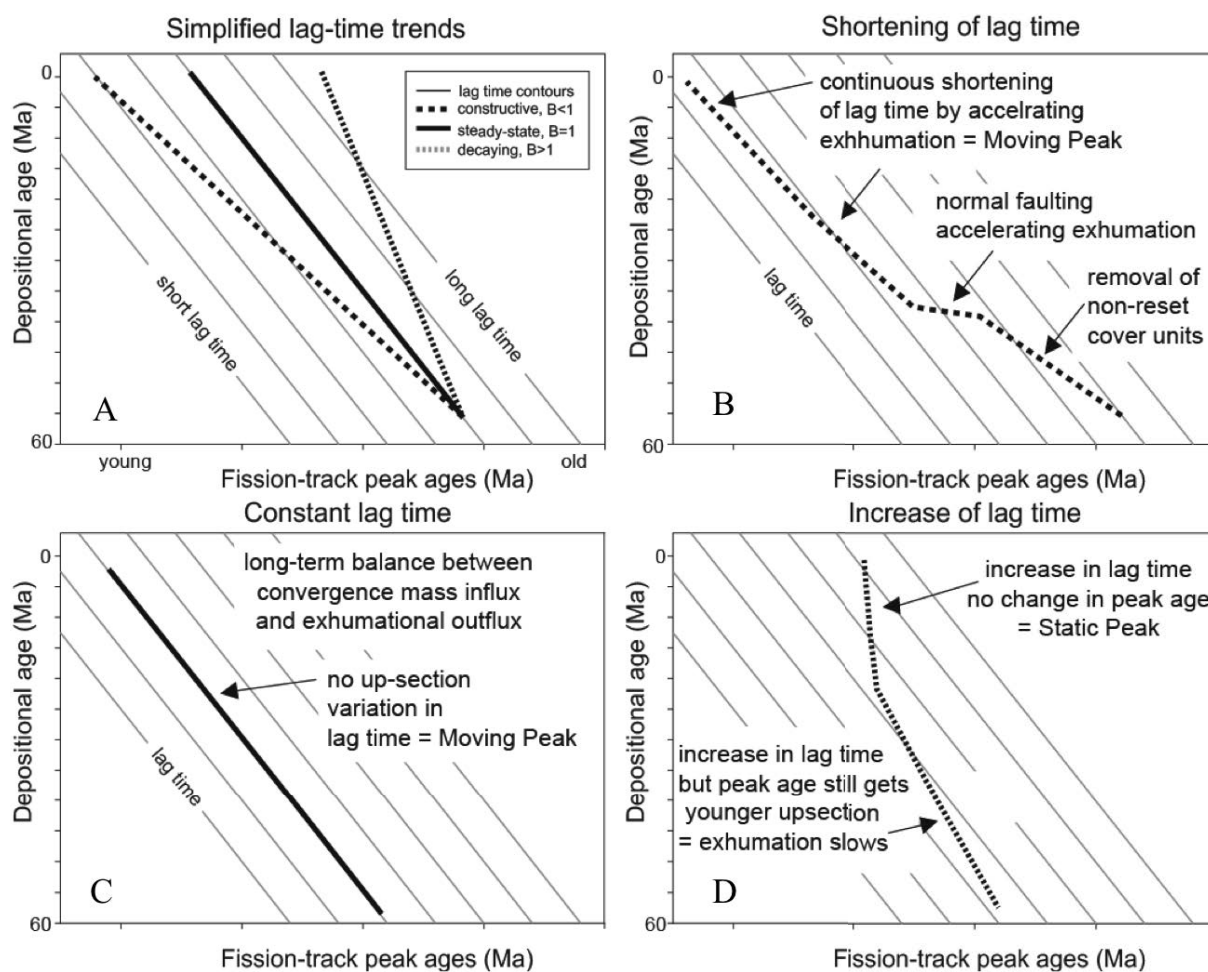 Simplified lag-time trends
Depositional age (Ma)
0
60
lag time contours
constructive, B<1
steady-state, B=1
decaying, B>1
short lag time
long lag time
A
young
old
Fission-track peak ages (Ma)
Shortening of lag time
Depositional age (Ma)
0
60
continuous shortening
of lag time by accelrating
exhhumation = Moving Peak
normal faulting
accelerating exhumation
removal of
non-reset
cover units
lag time
B
Fission-track peak ages (Ma)
Constant lag time
Depositional age (Ma)
0
60
long-term balance between
convergence mass influx
and exhumational outflux
no up-section
variation in
lag time = Moving Peak
lag time
C
Fission-track peak ages (Ma)
Increase of lag time
Depositional age (Ma)
0
60
increase in lag time
no change in peak age
= Static Peak
increase in lag time
but peak age still gets
younger upsection
= exhumation slows
D
Fission-track peak ages (Ma)